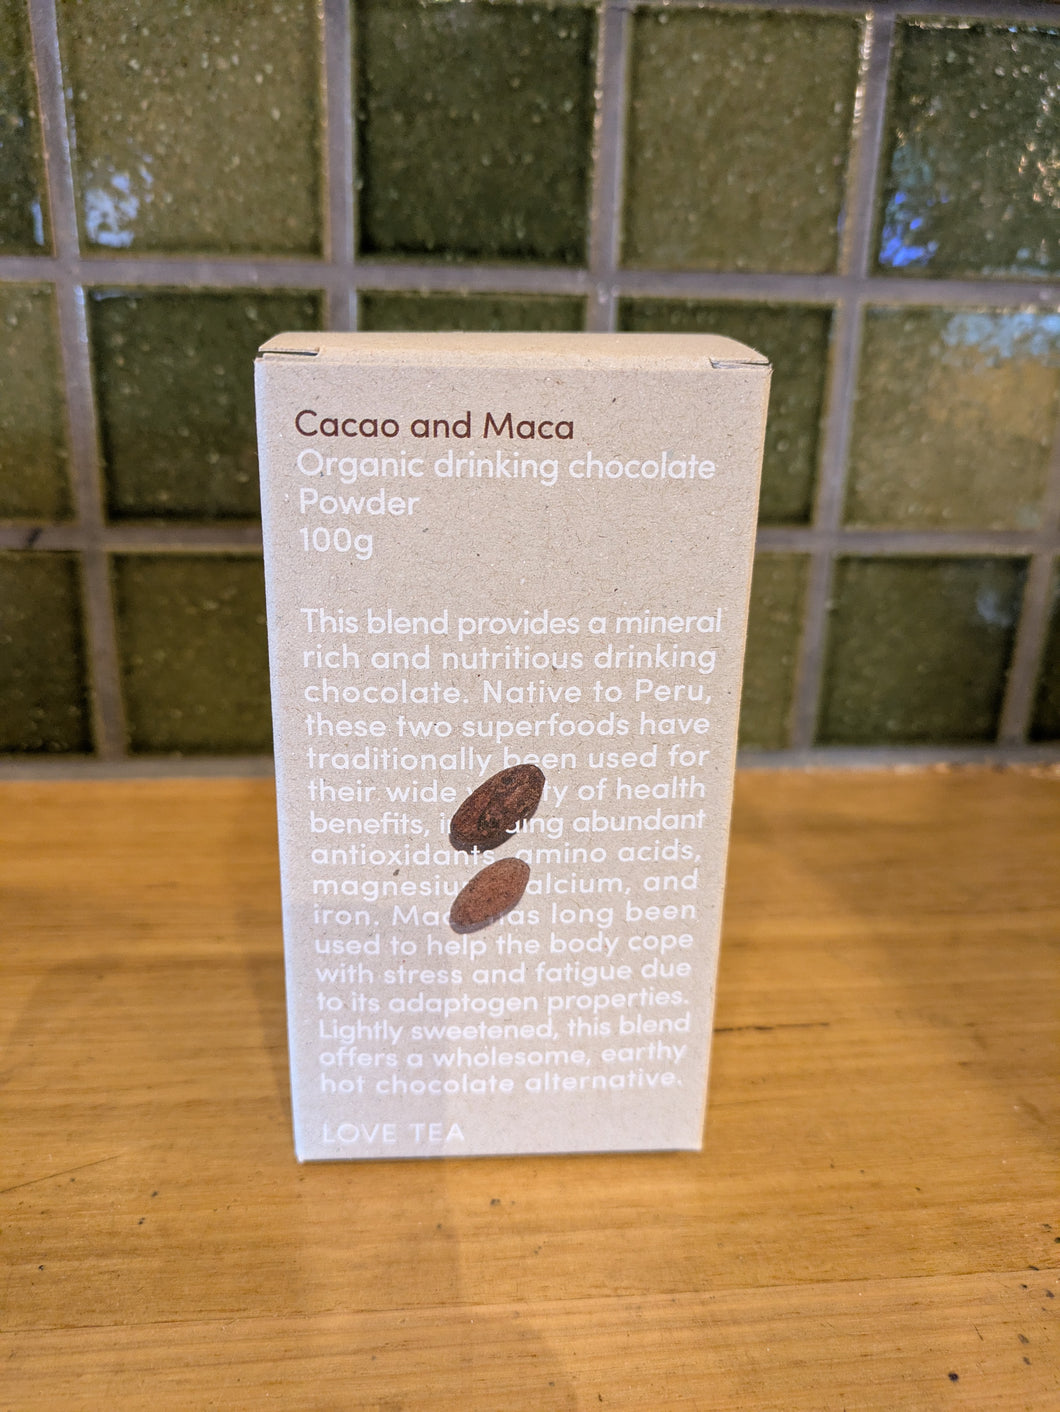 Cacao and Maca
Organic drinking chocolate
Powder
100g
This blend provides a mineral
rich and nutritious drinking
chocolate. Native to Peru,
these two superfoods have
traditionally been used for
their wide of health
benefits, abundant
antioxidants, amino acids,
magnesium, calcium, and
iron. Maca has long been
used to help the body cope
with stress and fatigue due
to its adaptogen properties.
Lightly sweetened, this blend
offers a wholesome, earthy
hot chocolate alternative.
LOVE TEA